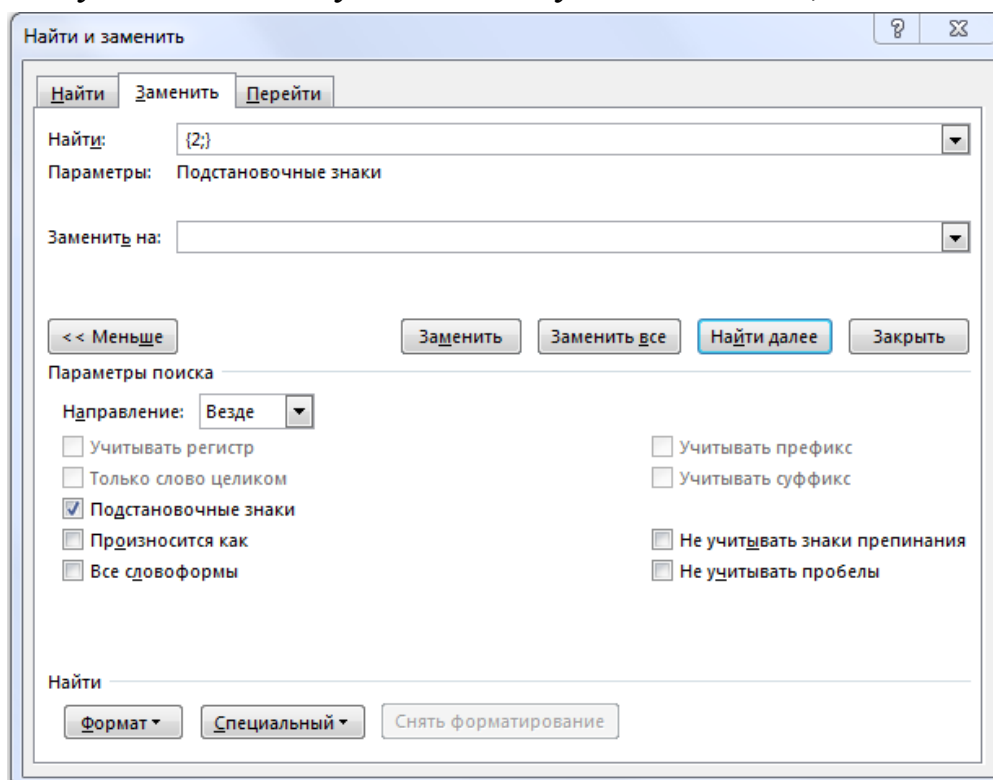 Найти и заменить
Найти Заменить Перейти
Найти: {2;}
Параметры: Подстановочные знаки
Заменить на:
<< Меньше Заменить Заменить все Найти далее Закрыть
Параметры поиска
Направление: Везде
Учитывать регистр Учитывать префикс
Только слово целиком Учитывать суффикс
Подстановочные знаки
Произносится как Не учитывать знаки препинания
Все словоформы Не учитывать пробелы
Найти
Формат Специальный Снять форматирование